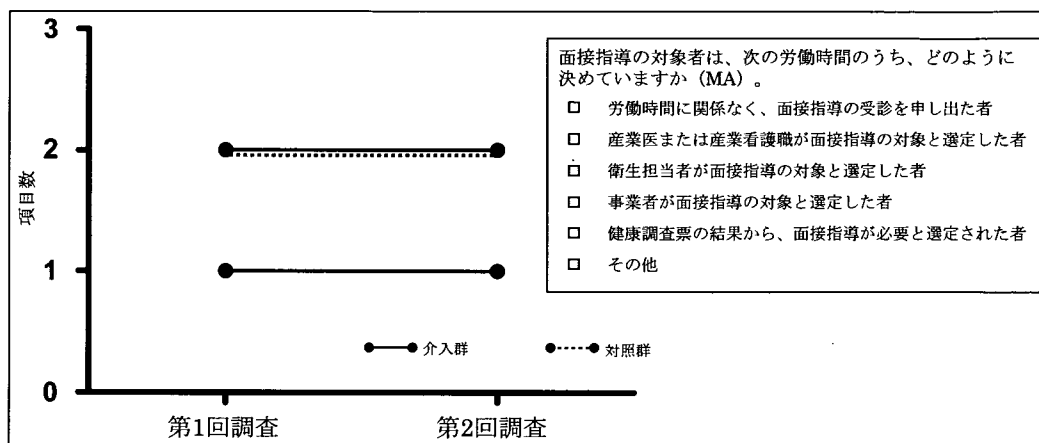 3
2
1
0
項目数
第1回調査
第2回調査
介入群
対照群
面接指導の対象者は、次の労働時間のうち、どのように
決めていますか（MA）。
□ 労働時間に関係なく、面接指導の受診を申し出た者
□ 産業医または産業看護職が面接指導の対象と選定した者
□ 衛生担当者が面接指導の対象と選定した者
□ 事業者が面接指導の対象と選定した者
□ 健康調査票の結果から、面接指導が必要と選定された者
□ その他